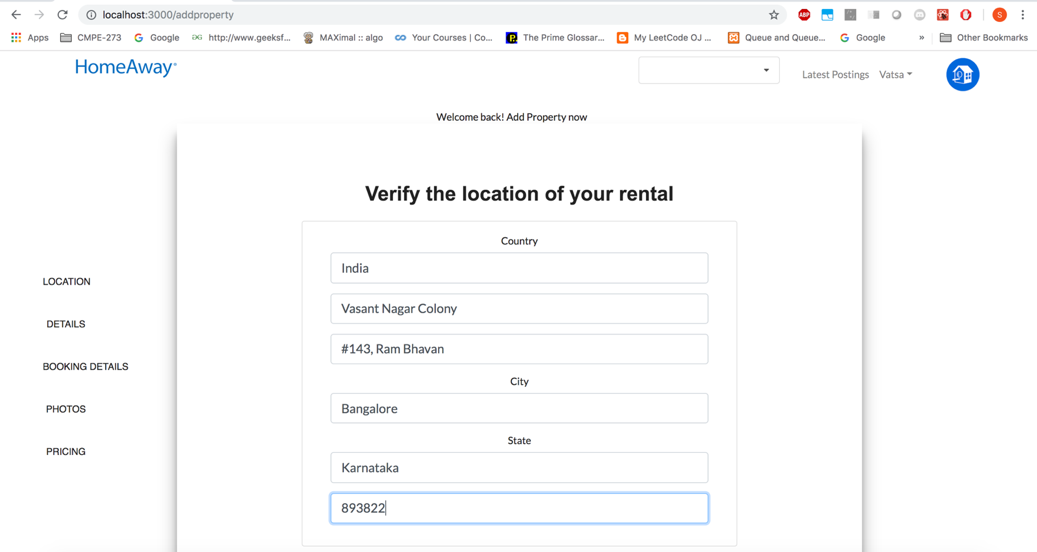 localhost:3000/addproperty
ABP
S
Apps CMPE-273 Google http://www.geeksf... MAXimal :: algo Your Courses | Co... The Prime Glossar... My LeetCode OJ ... Queue and Queue... Google » Other Bookmarks
HomeAway
Latest Postings Vatsa
Welcome back! Add Property now
Verify the location of your rental
Country
India
LOCATION
Vasant Nagar Colony
DETAILS
#143, Ram Bhavan
BOOKING DETAILS
City
Bangalore
PHOTOS
State
PRICING
Karnataka
893822